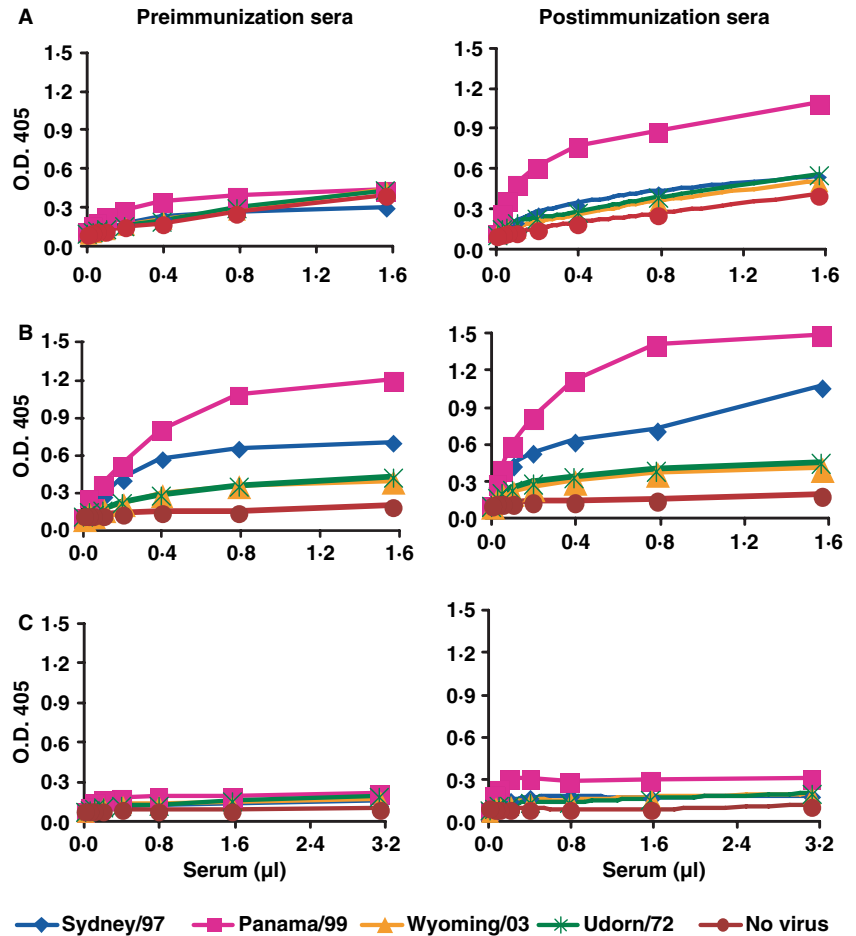 A Preimmunization sera Postimmunization sera
O.D. 405
1·5
1·2
0·9
0·6
0·3
0·0
0·0 0·4 0·8 1·2 1·6
1·5
1·2
0·9
0·6
0·3
0·0
0·0 0·4 0·8 1·2 1·6
B
O.D. 405
1·5
1·2
0·9
0·6
0·3
0·0
0·0 0·4 0·8 1·2 1·6
1·5
1·2
0·9
0·6
0·3
0·0
0·0 0·4 0·8 1·2 1·6
C
O.D. 405
1·5
1·2
0·9
0·6
0·3
0·0
0·0 0·8 1·6 2·4 3·2
Serum (µl)
1·5
1·2
0·9
0·6
0·3
0·0
0·0 0·8 1·6 2·4 3·2
Serum (µl)
Sydney/97 Panama/99 Wyoming/03 Udorn/72 No virus